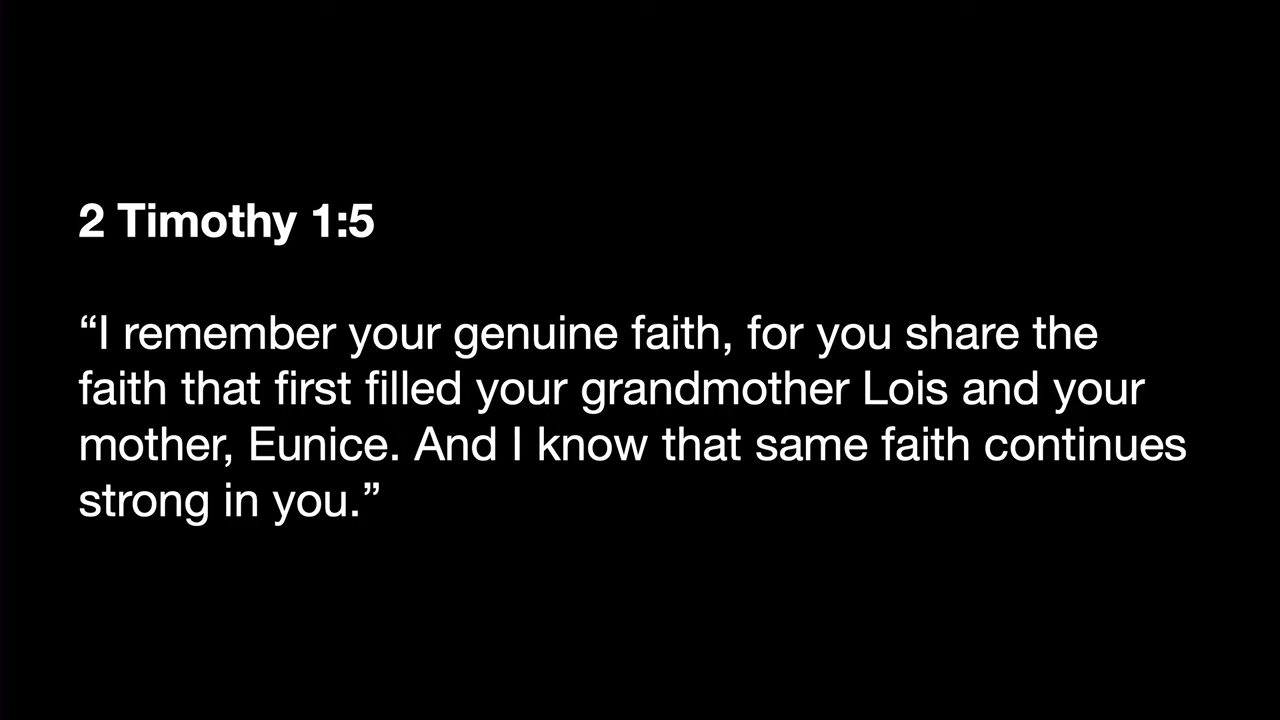 2 Timothy 1:5
“I remember your genuine faith, for you share the
faith that first filled your grandmother Lois and your
mother, Eunice. And I know that same faith continues
strong in you.”